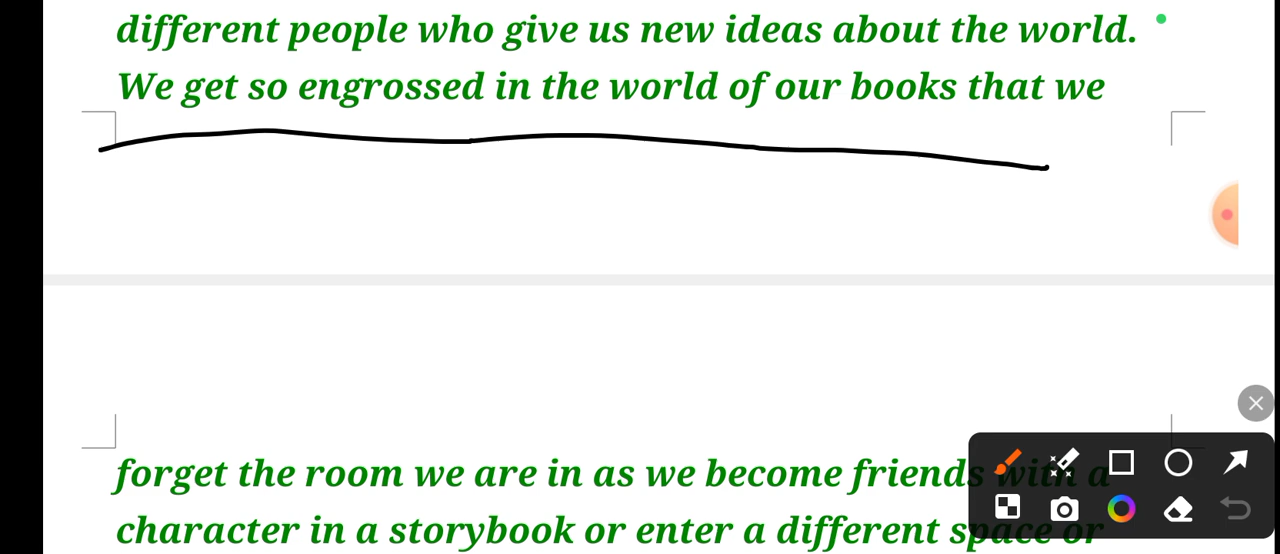 different people who give us new ideas about the world.
We get so engrossed in the world of our books that we
forget the room we are in as we become friends with a
character in a storybook or enter a different space or